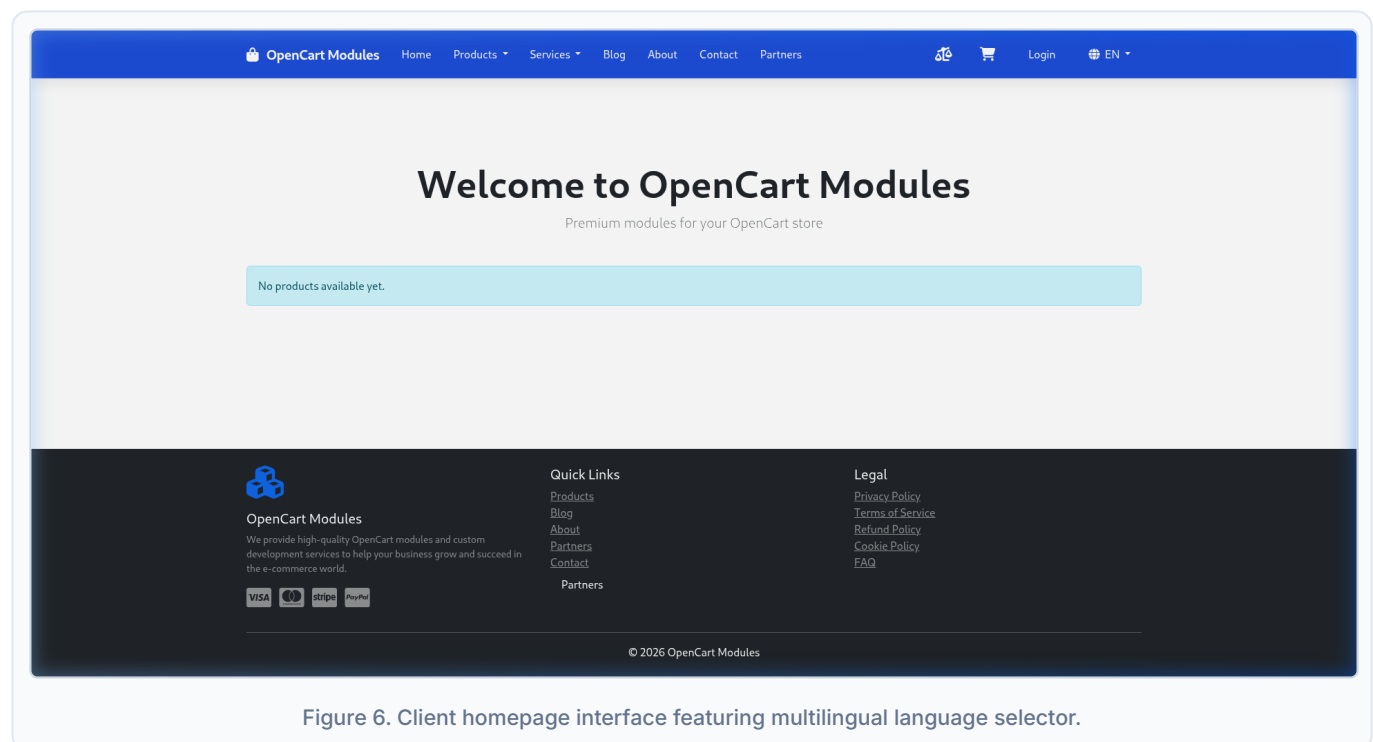 OpenCart Modules Home Products Services Blog About Contact Partners Login EN
Welcome to OpenCart Modules
Premium modules for your OpenCart store
No products available yet.
OpenCart Modules
We provide high-quality OpenCart modules and custom
development services to help your business grow and succeed in
the e-commerce world.
VISA stripe PayPal
Quick Links
Products
Blog
About
Partners
Contact
Partners
Legal
Privacy Policy
Terms of Service
Refund Policy
Cookie Policy
FAQ
© 2026 OpenCart Modules
Figure 6. Client homepage interface featuring multilingual language selector.